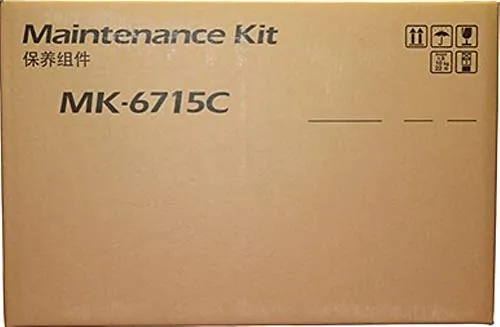 Maintenance Kit
保养组件
MK-6715C